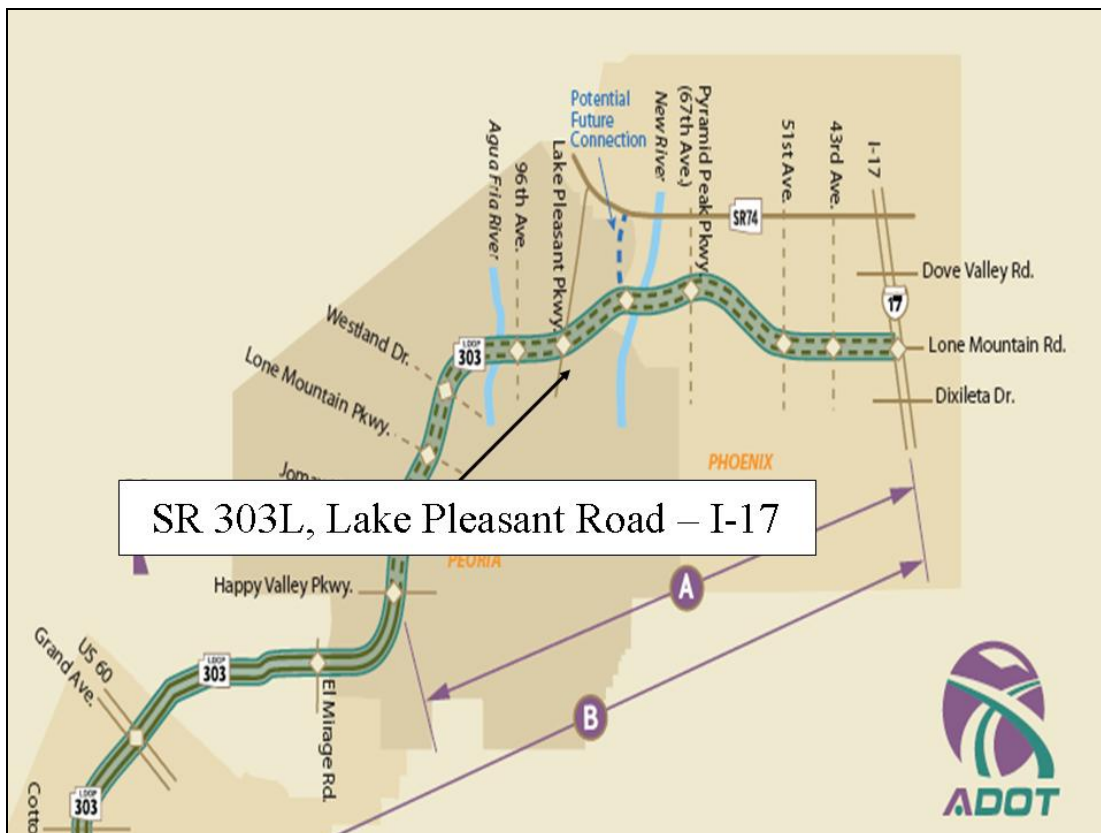 Potential
Future
Connection
Agua Fria River
96th Ave.
Lake Pleasant Pkwy.
New River
Pyramid Peak Pkwy.
(67th Ave.)
51st Ave.
43rd Ave.
I-17
SR74
Dove Valley Rd.
17
Westland Dr.
LOOP
303
Lone Mountain Rd.
Lone Mountain Pkwy.
Dixileta Dr.
PHOENIX
SR 303L, Lake Pleasant Road – I-17
PEORIA
Happy Valley Pkwy.
A
US 60
Grand Ave.
LOOP
303
El Mirage Rd.
B
LOOP
303
ADOT